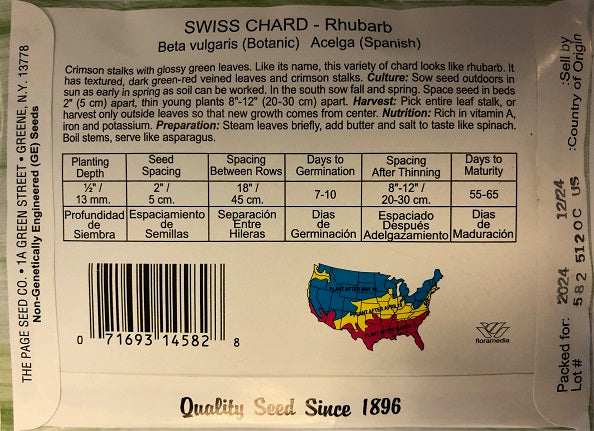 SWISS CHARD - Rhubarb
Beta vulgaris (Botanic) Acelga (Spanish)
Crimson stalks with glossy green leaves. Like its name, this variety of chard looks like rhubarb. It
has textured, dark green-red veined leaves and crimson stalks. Culture: Sow seed outdoors in
sun as early in spring as soil can be worked. In the south sow fall and spring. Space seed in beds
2" (5 cm) apart, thin young plants 8"-12" (20-30 cm) apart. Harvest: Pick entire leaf stalk, or
harvest only outside leaves so that new growth comes from center. Nutrition: Rich in vitamin A,
iron and potassium. Preparation: Steam leaves briefly, add butter and salt to taste like spinach.
Boil stems, serve like asparagus.
Planting Depth
Seed Spacing
Spacing Between Rows
Days to Germination
Spacing After Thinning
Days to Maturity
½" / 13 mm.
2" / 5 cm.
18" / 45 cm.
7-10
8"-12" / 20-30 cm.
55-65
Profundidad de Siembra
Espaciamiento de Semillas
Separación Entre Hileras
Dias de Germinación
Espaciado Después Adelgazamiento
Dias de Maduración
0 71693 14582 8
PLANT AFTER MAY
PLANT AFTER
PLANT AFTER
floramedia
Quality Seed Since 1896
THE PAGE SEED CO. • 1A GREEN STREET • GREENE, N.Y. 13778
Non-Genetically Engineered (GE) Seeds
Packed for: 2024 12/24 :Sell by
Lot # 582 512OC US :Country of Origin